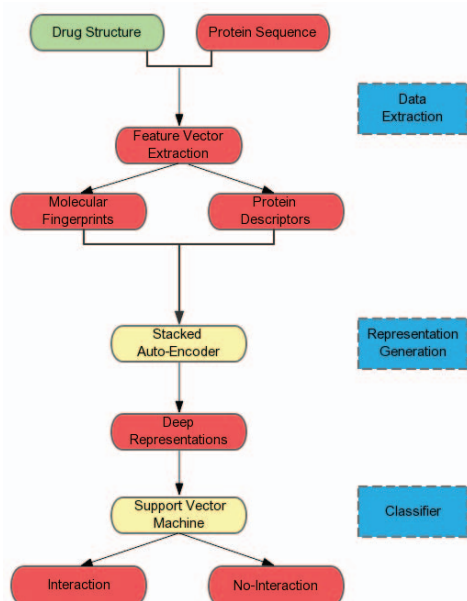 Drug Structure
Protein Sequence
Data
Extraction
Feature Vector
Extraction
Molecular
Fingerprints
Protein
Descriptors
Stacked
Auto-Encoder
Representation
Generation
Deep
Representations
Support Vector
Machine
Classifier
Interaction
No-Interaction